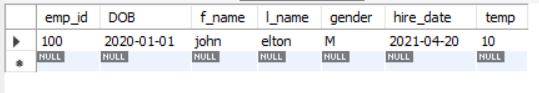 emp_id DOB f_name l_name gender hire_date temp
100 2020-01-01 john elton M 2021-04-20 10
NULL NULL NULL NULL NULL NULL NULL